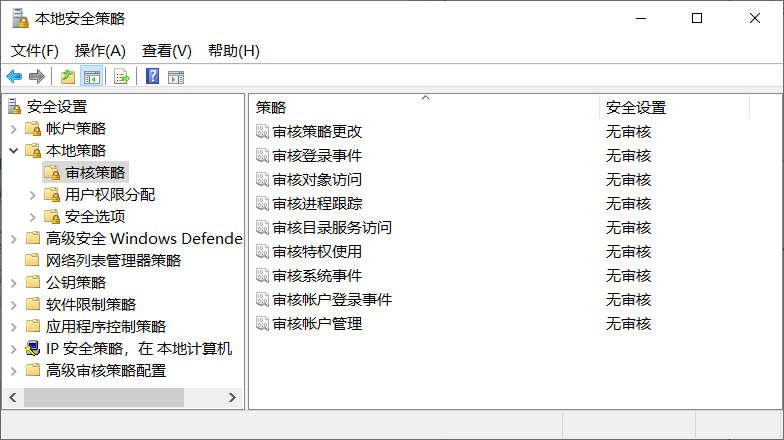 本地安全策略
文件(F) 操作(A) 查看(V) 帮助(H)
安全设置
帐户策略
本地策略
审核策略
用户权限分配
安全选项
高级安全 Windows Defende
网络列表管理器策略
公钥策略
软件限制策略
应用程序控制策略
IP 安全策略，在 本地计算机
高级审核策略配置
策略 安全设置
审核策略更改 无审核
审核登录事件 无审核
审核对象访问 无审核
审核进程跟踪 无审核
审核目录服务访问 无审核
审核特权使用 无审核
审核系统事件 无审核
审核帐户登录事件 无审核
审核帐户管理 无审核